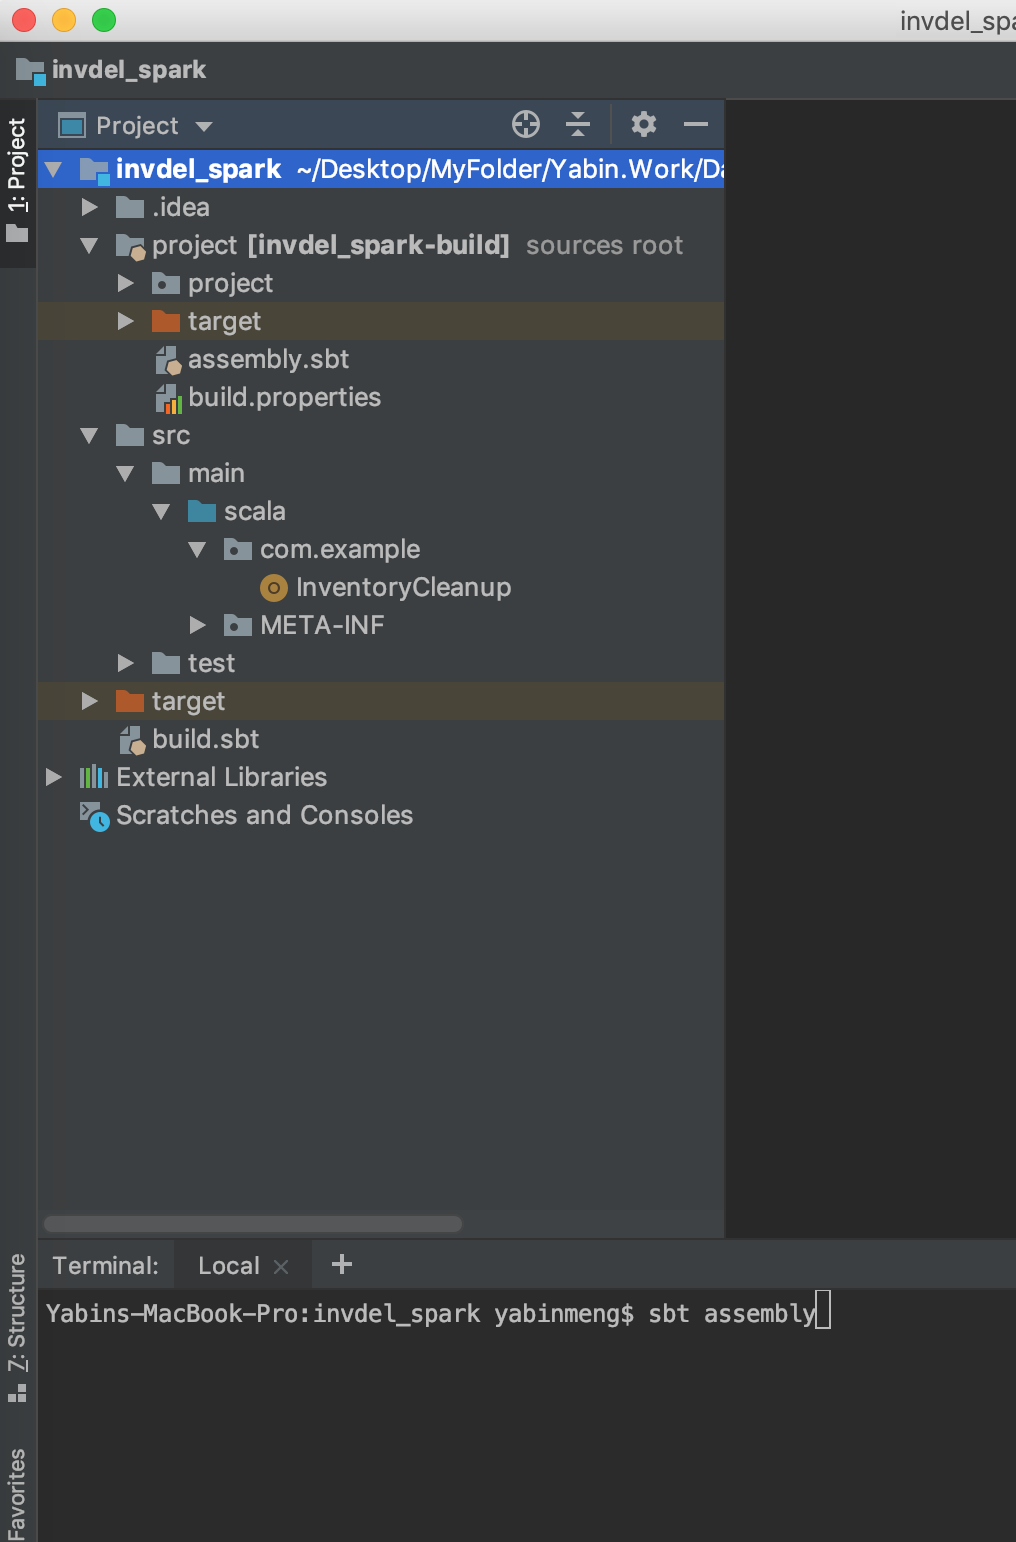 invdel_spa
invdel_spark
Project
1: Project
invdel_spark ~/Desktop/MyFolder/Yabin.Work/Da
.idea
project [invdel_spark-build] sources root
project
target
assembly.sbt
build.properties
src
main
scala
com.example
InventoryCleanup
META-INF
test
target
build.sbt
External Libraries
Scratches and Consoles
7: Structure
Favorites
Terminal: Local × +
Yabins-MacBook-Pro:invdel_spark yabinmeng$ sbt assembly